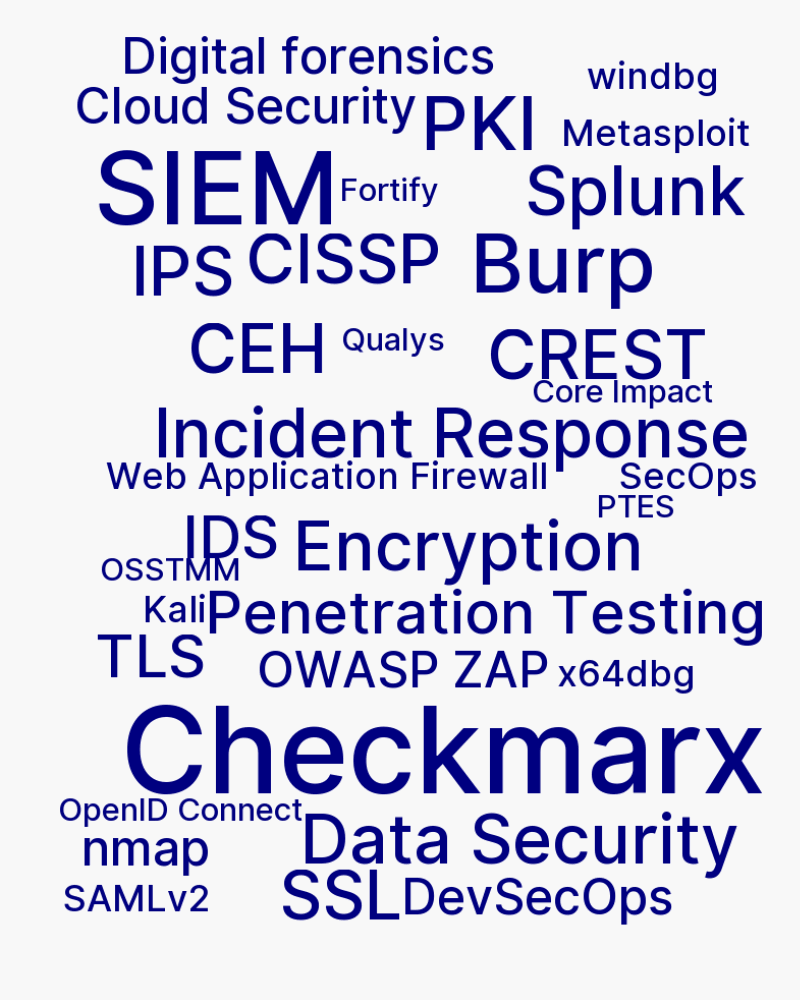 Digital forensics
windbg
Cloud Security
PKI
Metasploit
SIEM
Fortify
Splunk
IPS
CISSP
Burp
CEH
Qualys
CREST
Core Impact
Incident Response
Web Application Firewall
SecOps
PTES
IDS
Encryption
OSSTMM
Kali
Penetration Testing
TLS
OWASP ZAP
x64dbg
Checkmarx
OpenID Connect
nmap
Data Security
SAMLv2
SSL
DevSecOps